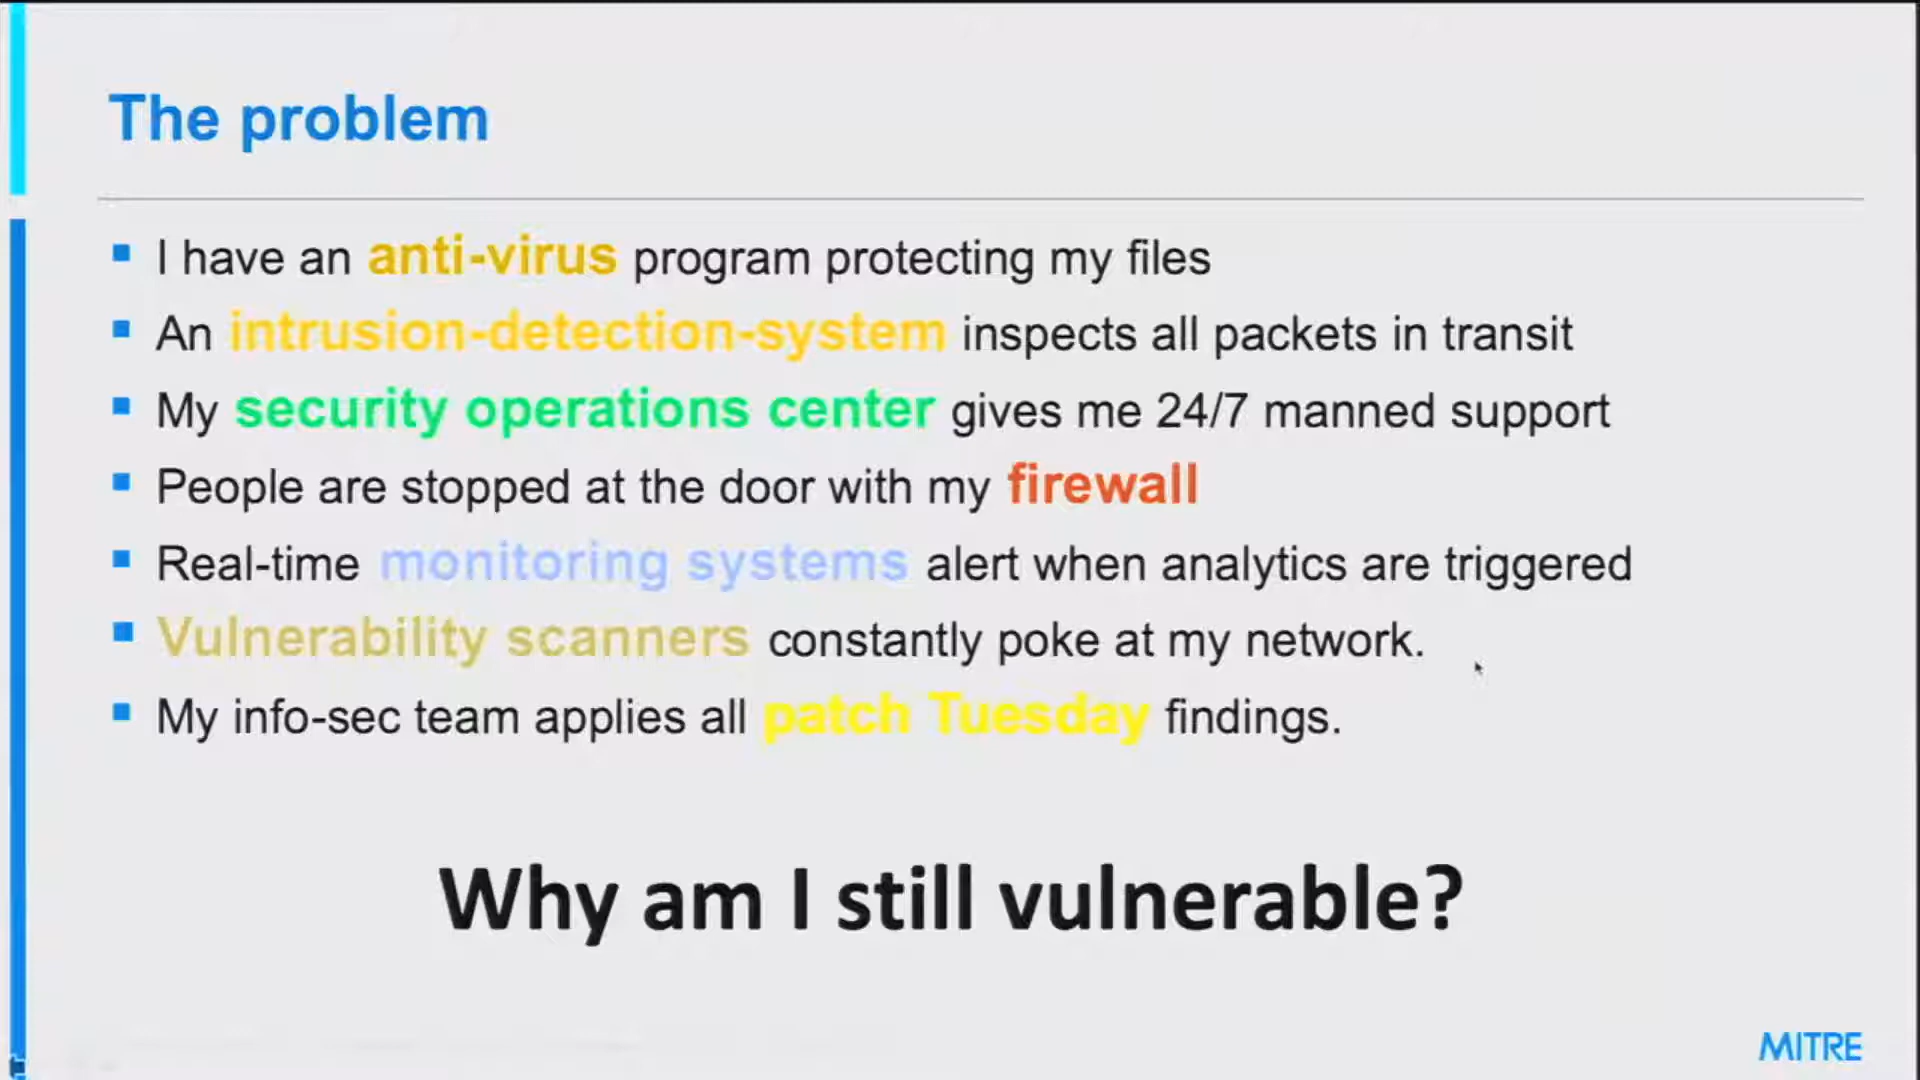 The problem
I have an anti-virus program protecting my files
An intrusion-detection-system inspects all packets in transit
My security operations center gives me 24/7 manned support
People are stopped at the door with my firewall
Real-time monitoring systems alert when analytics are triggered
Vulnerability scanners constantly poke at my network.
My info-sec team applies all patch Tuesday findings.
Why am I still vulnerable?
MITRE